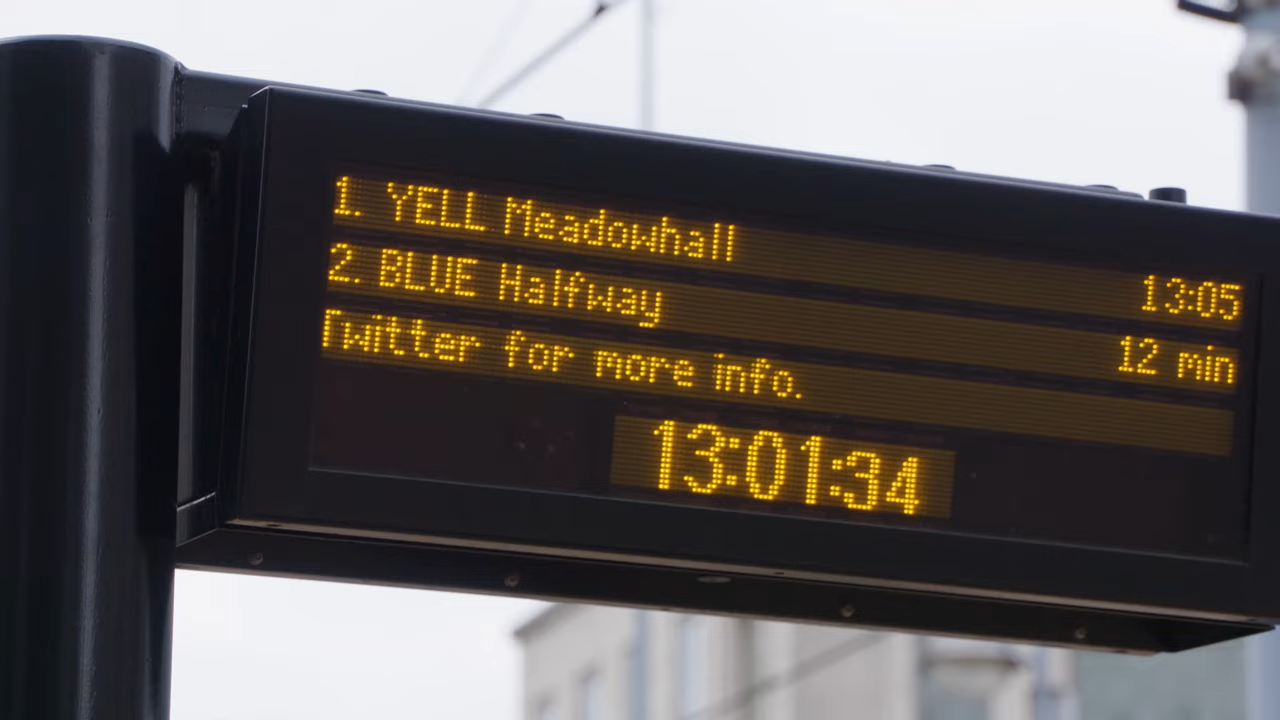 1. YELL Meadowhall 13:05
2. BLUE Halfway 12 min
Twitter for more info.
13:01:34